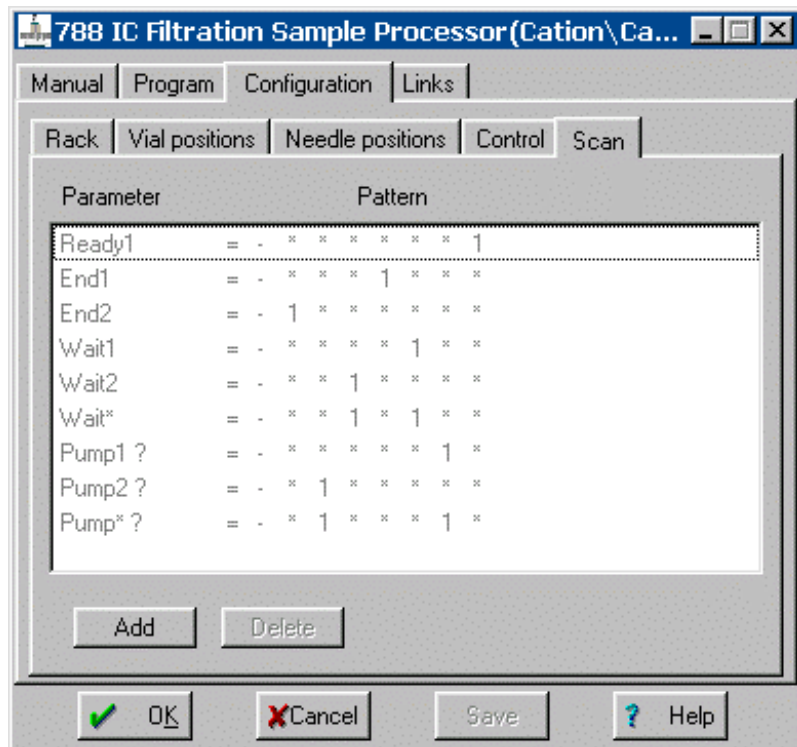 788 IC Filtration Sample Processor(Cation\Ca...
Manual Program Configuration Links
Rack Vial positions Needle positions Control Scan
Parameter Pattern
Ready1 = - * * * * * * 1
End1 = - * * * 1 * * *
End2 = - 1 * * * * * *
Wait1 = - * * * * 1 * *
Wait2 = - * * 1 * * * *
Wait* = - * * 1 * 1 * *
Pump1 ? = - * * * * * 1 *
Pump2 ? = - * 1 * * * * *
Pump* ? = - * 1 * * * 1 *
Add Delete
OK Cancel Save ? Help